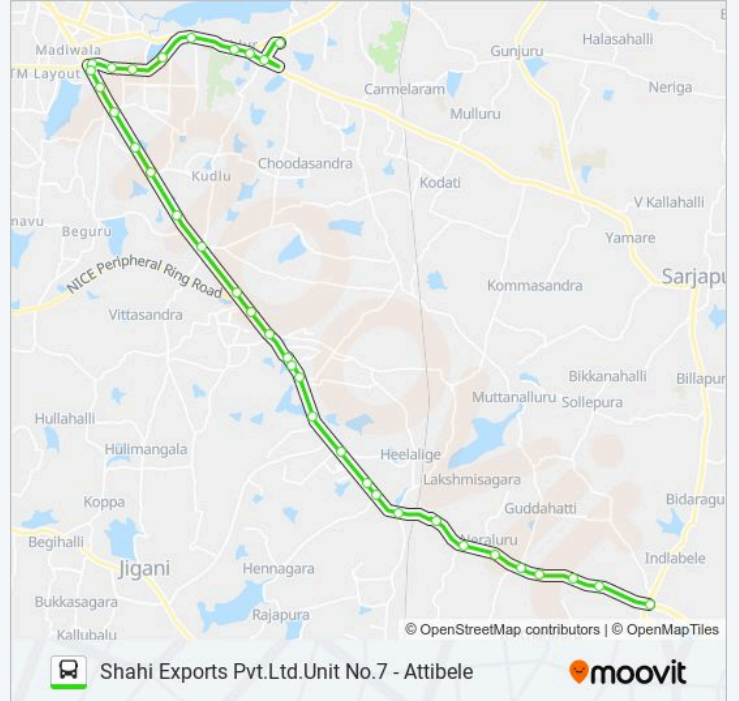 Halasahalli
Madiwala
Gunjuru
TM Layout
Carmelaram
Neriga
Mulluru
Choodasandra
Kudlu
Kodati
V Kallahalli
navu
Beguru
Yamare
NICE Peripheral Ring Road
Sarjapu
Kommasandra
Vittasandra
Bikkanahalli
Billapur
Muttanalluru
Sollepura
Hullahalli
Hulimangala
Heelalige
Lakshmisagara
Koppa
Guddahatti
Bidaragu
Begihalli
Neraluru
Indlabele
Jigani
Hennagara
Bukkasagara
Rajapura
Kallubalu
© OpenStreetMap contributors | © OpenMapTiles
Shahi Exports Pvt.Ltd.Unit No.7 - Attibele
moovit